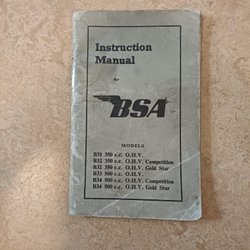 Instruction
Manual
for
BSA
MODELS
B31 350 c.c. O.H.V.
B32 350 c.c. O.H.V. Competition
B32 350 c.c. O.H.V. Gold Star
B33 500 c.c. O.H.V.
B34 500 c.c. O.H.V. Competition
B34 500 c.c. O.H.V. Gold Star